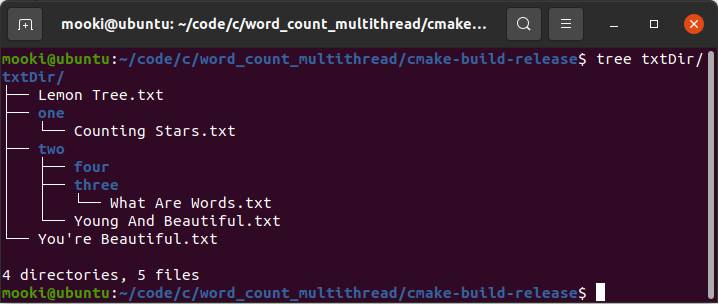 mooki@ubuntu: ~/code/c/word_count_multithread/cmake…
mooki@ubuntu:~/code/c/word_count_multithread/cmake-build-release$ tree txtDir/
txtDir/
├── Lemon Tree.txt
├── one
│   └── Counting Stars.txt
├── two
│   ├── four
│   ├── three
│   │   └── What Are Words.txt
│   └── Young And Beautiful.txt
└── You're Beautiful.txt

4 directories, 5 files
mooki@ubuntu:~/code/c/word_count_multithread/cmake-build-release$